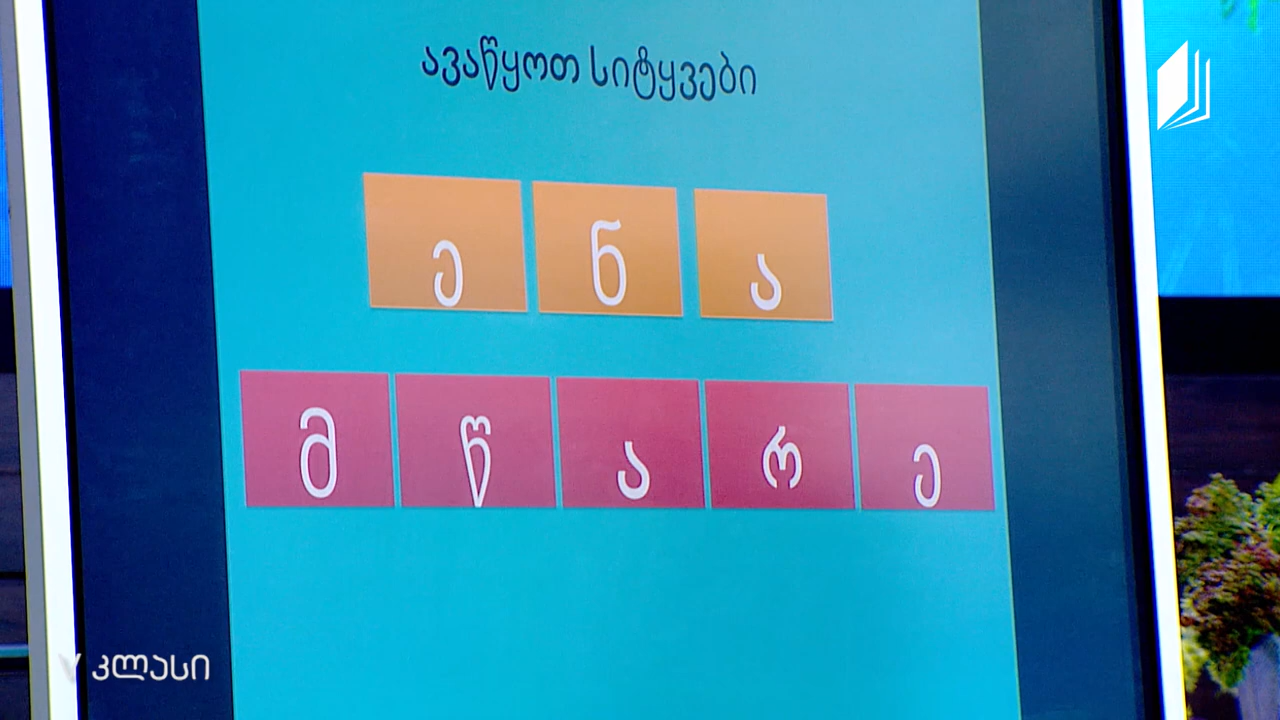 ავაწყოთ სიტყვები
ე ნ ა
მ წ ა რ ე
V კლასი